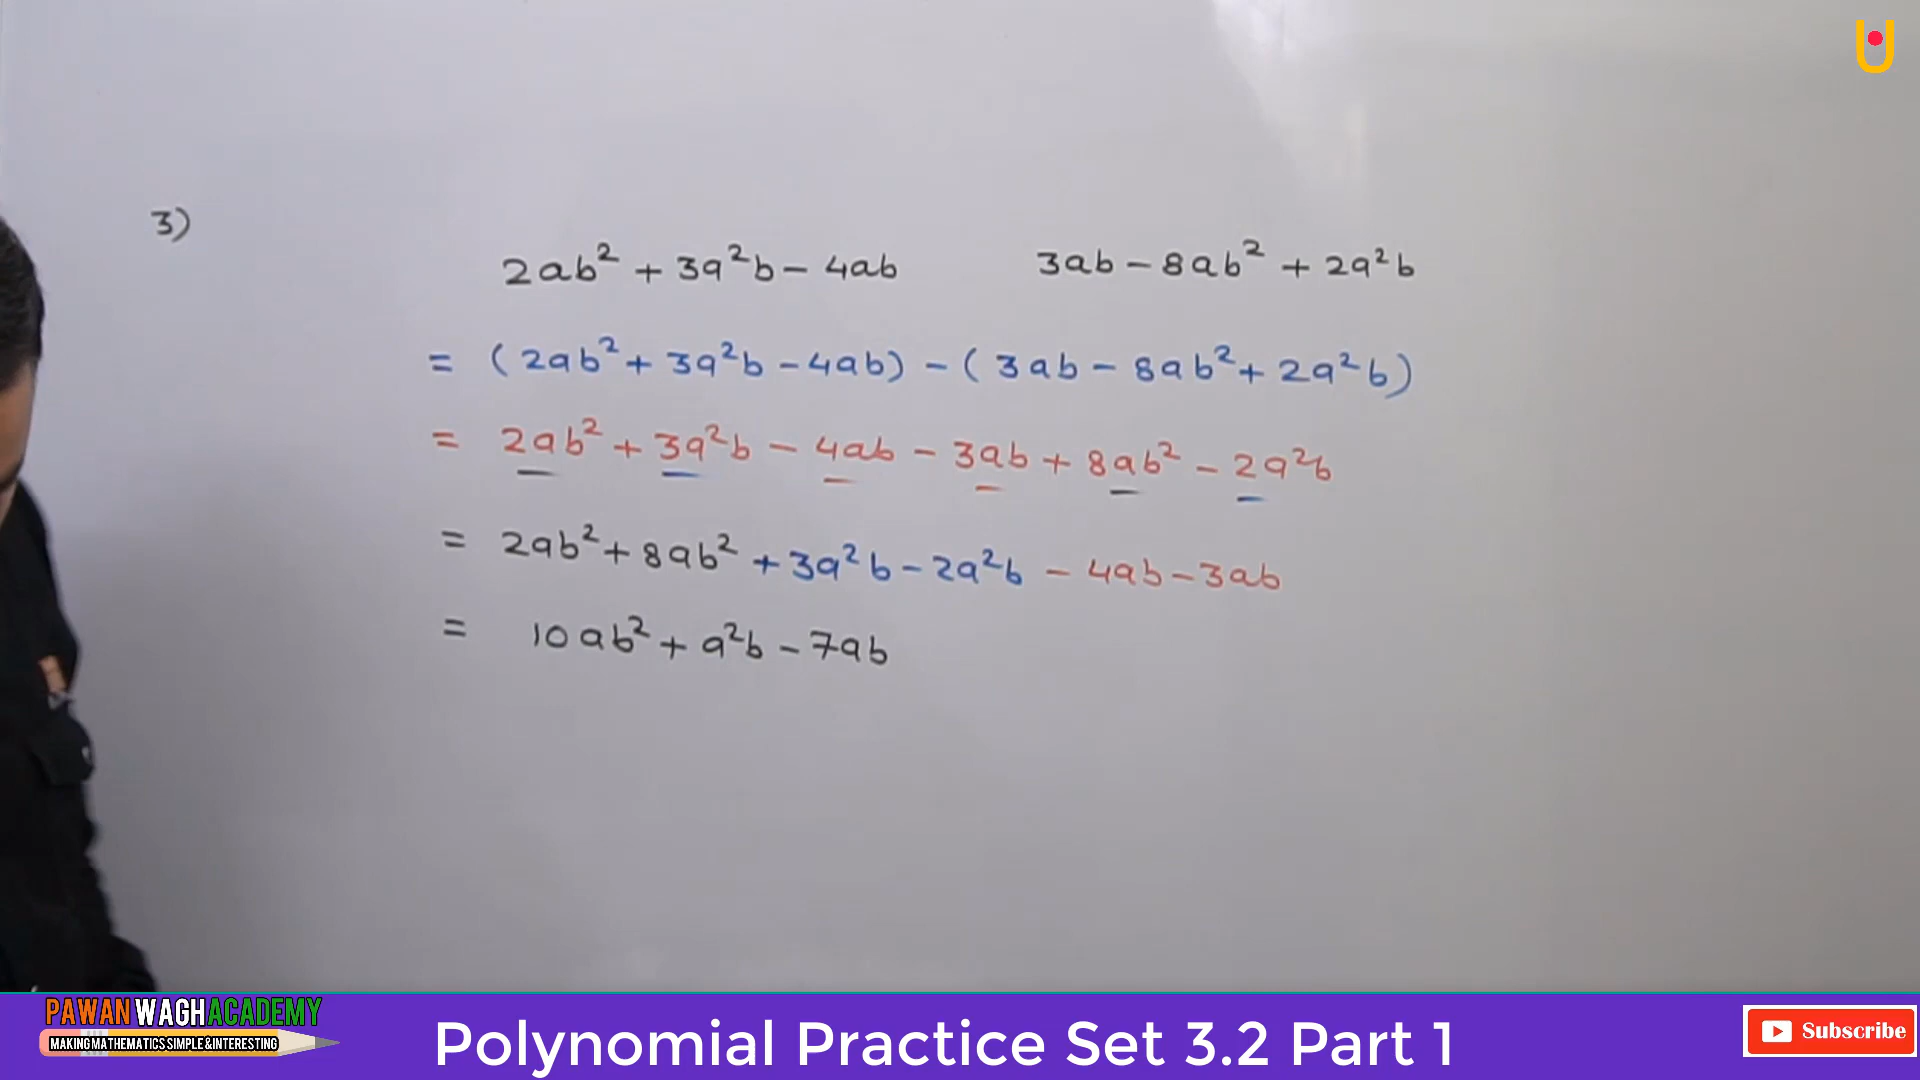 3)
2ab² + 3a²b - 4ab 3ab - 8ab² + 2a²b
= (2ab² + 3a²b - 4ab) - (3ab - 8ab² + 2a²b)
= 2ab² + 3a²b - 4ab - 3ab + 8ab² - 2a²b
= 2ab² + 8ab² + 3a²b - 2a²b - 4ab - 3ab
= 10ab² + a²b - 7ab
PAWAN WAGH ACADEMY
MAKING MATHEMATICS SIMPLE & INTERESTING
Polynomial Practice Set 3.2 Part 1
Subscribe